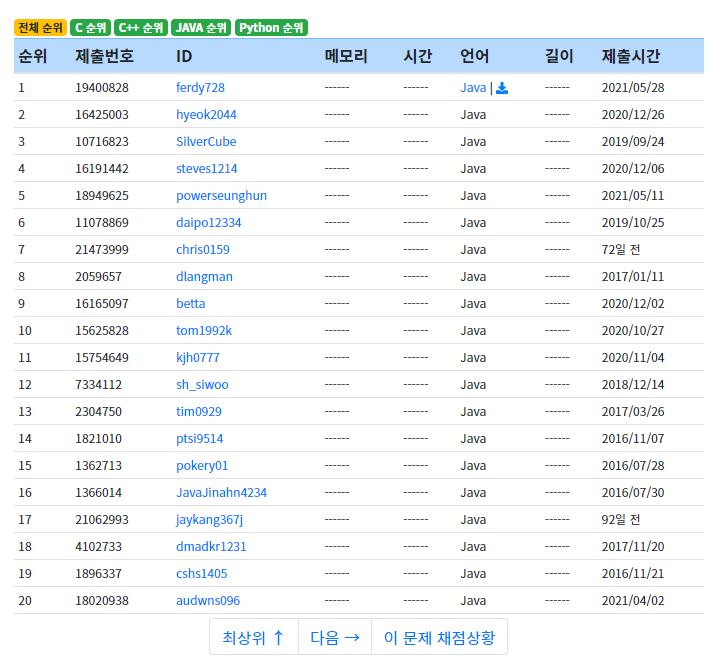 전체 순위 C 순위 C++ 순위 JAVA 순위 Python 순위
순위 제출번호 ID 메모리 시간 언어 길이 제출시간
1 19400828 ferdy728 ------ ------ Java | ------ 2021/05/28
2 16425003 hyeok2044 ------ ------ Java ------ 2020/12/26
3 10716823 SilverCube ------ ------ Java ------ 2019/09/24
4 16191442 steves1214 ------ ------ Java ------ 2020/12/06
5 18949625 powerseunghun ------ ------ Java ------ 2021/05/11
6 11078869 daipo12334 ------ ------ Java ------ 2019/10/25
7 21473999 chris0159 ------ ------ Java ------ 72일 전
8 2059657 dlangman ------ ------ Java ------ 2017/01/11
9 16165097 betta ------ ------ Java ------ 2020/12/02
10 15625828 tom1992k ------ ------ Java ------ 2020/10/27
11 15754649 kjh0777 ------ ------ Java ------ 2020/11/04
12 7334112 sh_siwoo ------ ------ Java ------ 2018/12/14
13 2304750 tim0929 ------ ------ Java ------ 2017/03/26
14 1821010 ptsi9514 ------ ------ Java ------ 2016/11/07
15 1362713 pokery01 ------ ------ Java ------ 2016/07/28
16 1366014 JavaJinahn4234 ------ ------ Java ------ 2016/07/30
17 21062993 jaykang367j ------ ------ Java ------ 92일 전
18 4102733 dmadkr1231 ------ ------ Java ------ 2017/11/20
19 1896337 cshs1405 ------ ------ Java ------ 2016/11/21
20 18020938 audwns096 ------ ------ Java ------ 2021/04/02
최상위 ↑ 다음 → 이 문제 채점상황